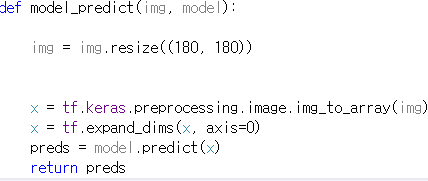 def model_predict(img, model):
img = img.resize((180, 180))
x = tf.keras.preprocessing.image.img_to_array(img)
x = tf.expand_dims(x, axis=0)
preds = model.predict(x)
return preds